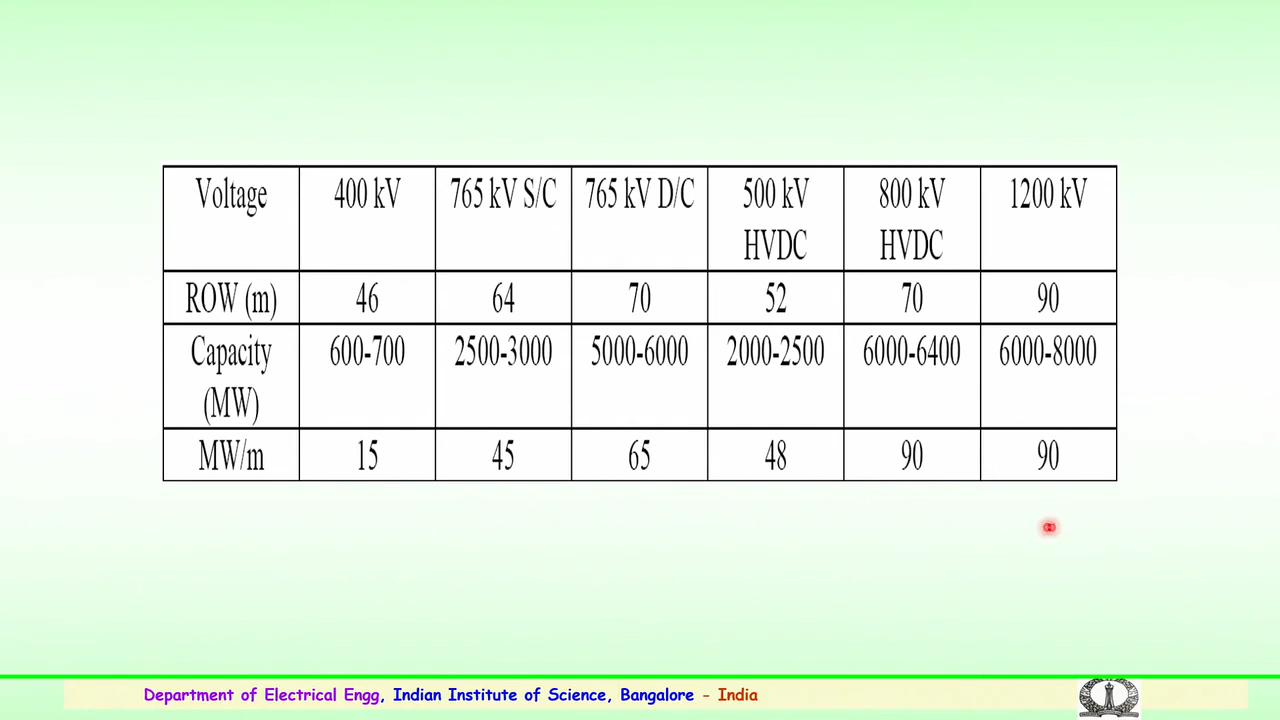 Voltage 400 kV 765 kV S/C 765 kV D/C 500 kV HVDC 800 kV HVDC 1200 kV
ROW (m) 46 64 70 52 70 90
Capacity (MW) 600-700 2500-3000 5000-6000 2000-2500 6000-6400 6000-8000
MW/m 15 45 65 48 90 90
Department of Electrical Engg, Indian Institute of Science, Bangalore - India